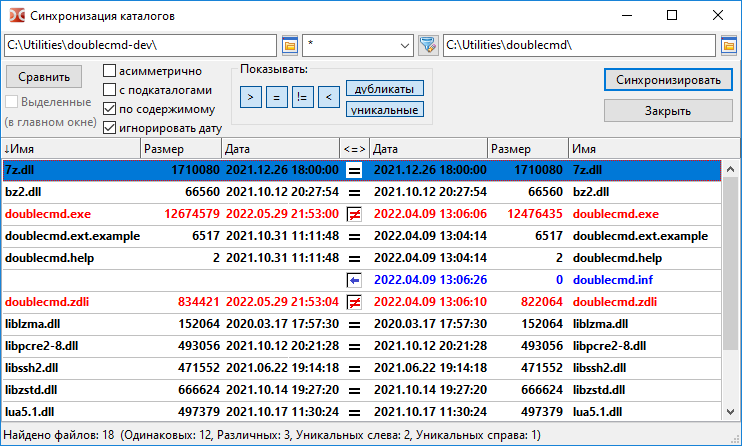 Синхронизация каталогов
C:\Utilities\doublecmd-dev\ * C:\Utilities\doublecmd\
Сравнить
Выделенные
(в главном окне)
асимметрично
с подкаталогами
по содержимому
игнорировать дату
Показывать:
> = != <
дубликаты
уникальные
Синхронизировать
Закрыть
↓Имя Размер Дата <=> Дата Размер Имя
7z.dll 1710080 2021.12.26 18:00:00 = 2021.12.26 18:00:00 1710080 7z.dll
bz2.dll 66560 2021.10.12 20:27:54 = 2021.10.12 20:27:54 66560 bz2.dll
doublecmd.exe 12674579 2022.05.29 21:53:00 ≠ 2022.04.09 13:06:06 12476435 doublecmd.exe
doublecmd.ext.example 6517 2021.10.31 11:11:48 = 2022.04.09 13:04:14 6517 doublecmd.ext.example
doublecmd.help 2 2021.10.31 11:11:48 = 2022.04.09 13:04:14 2 doublecmd.help
← 2022.04.09 13:06:26 0 doublecmd.inf
doublecmd.zdli 834421 2022.05.29 21:53:04 ≠ 2022.04.09 13:06:10 822064 doublecmd.zdli
liblzma.dll 152064 2020.03.17 17:57:30 = 2020.03.17 17:57:30 152064 liblzma.dll
libpcre2-8.dll 493056 2021.10.12 20:21:28 = 2021.10.12 20:21:28 493056 libpcre2-8.dll
libssh2.dll 471552 2021.06.22 19:14:18 = 2021.06.22 19:14:18 471552 libssh2.dll
libzstd.dll 666624 2021.10.14 19:27:20 = 2021.10.14 19:27:20 666624 libzstd.dll
lua5.1.dll 497379 2021.10.17 11:30:24 = 2021.10.17 11:30:24 497379 lua5.1.dll
Найдено файлов: 18 (Одинаковых: 12, Различных: 3, Уникальных слева: 2, Уникальных справа: 1)